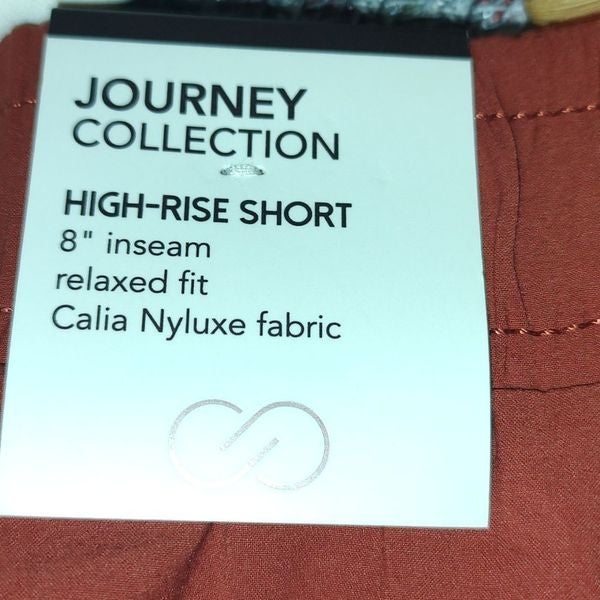 JOURNEY
COLLECTION
HIGH-RISE SHORT
8" inseam
relaxed fit
Calia Nyluxe fabric